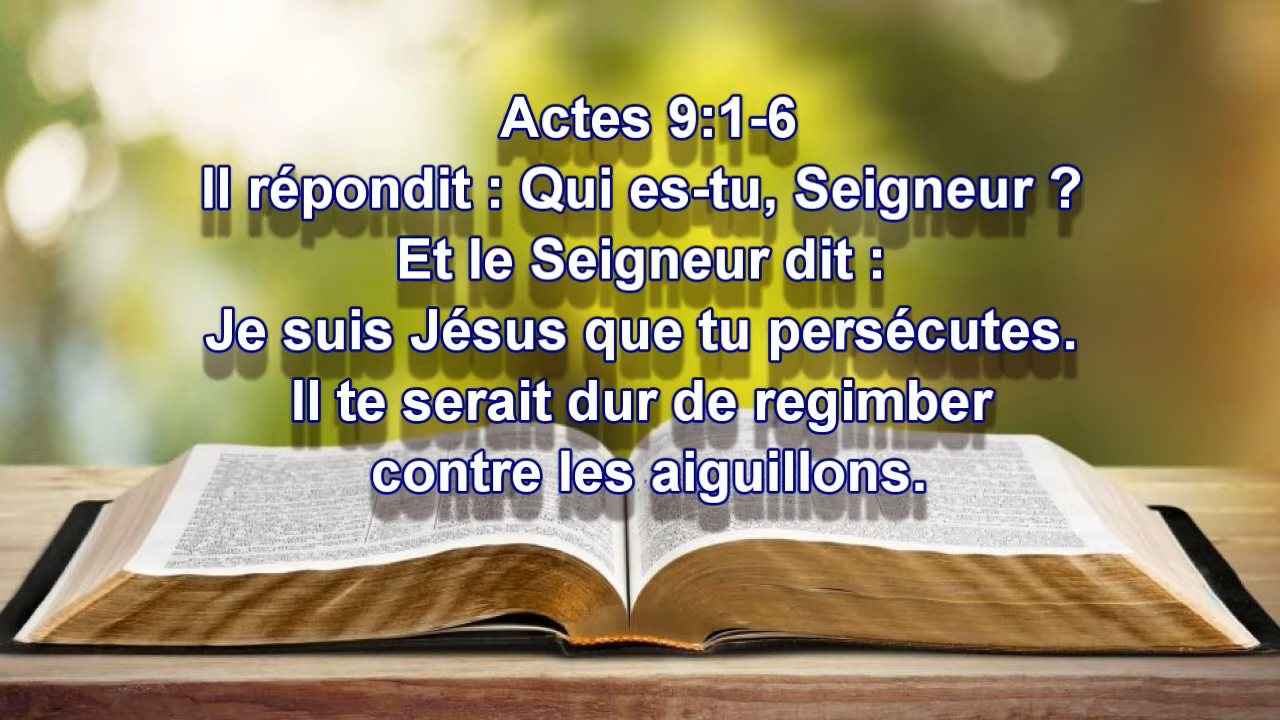 Actes 9:1-6
Il répondit : Qui es-tu, Seigneur ?
Et le Seigneur dit :
Je suis Jésus que tu persécutes.
Il te serait dur de regimber
contre les aiguillons.